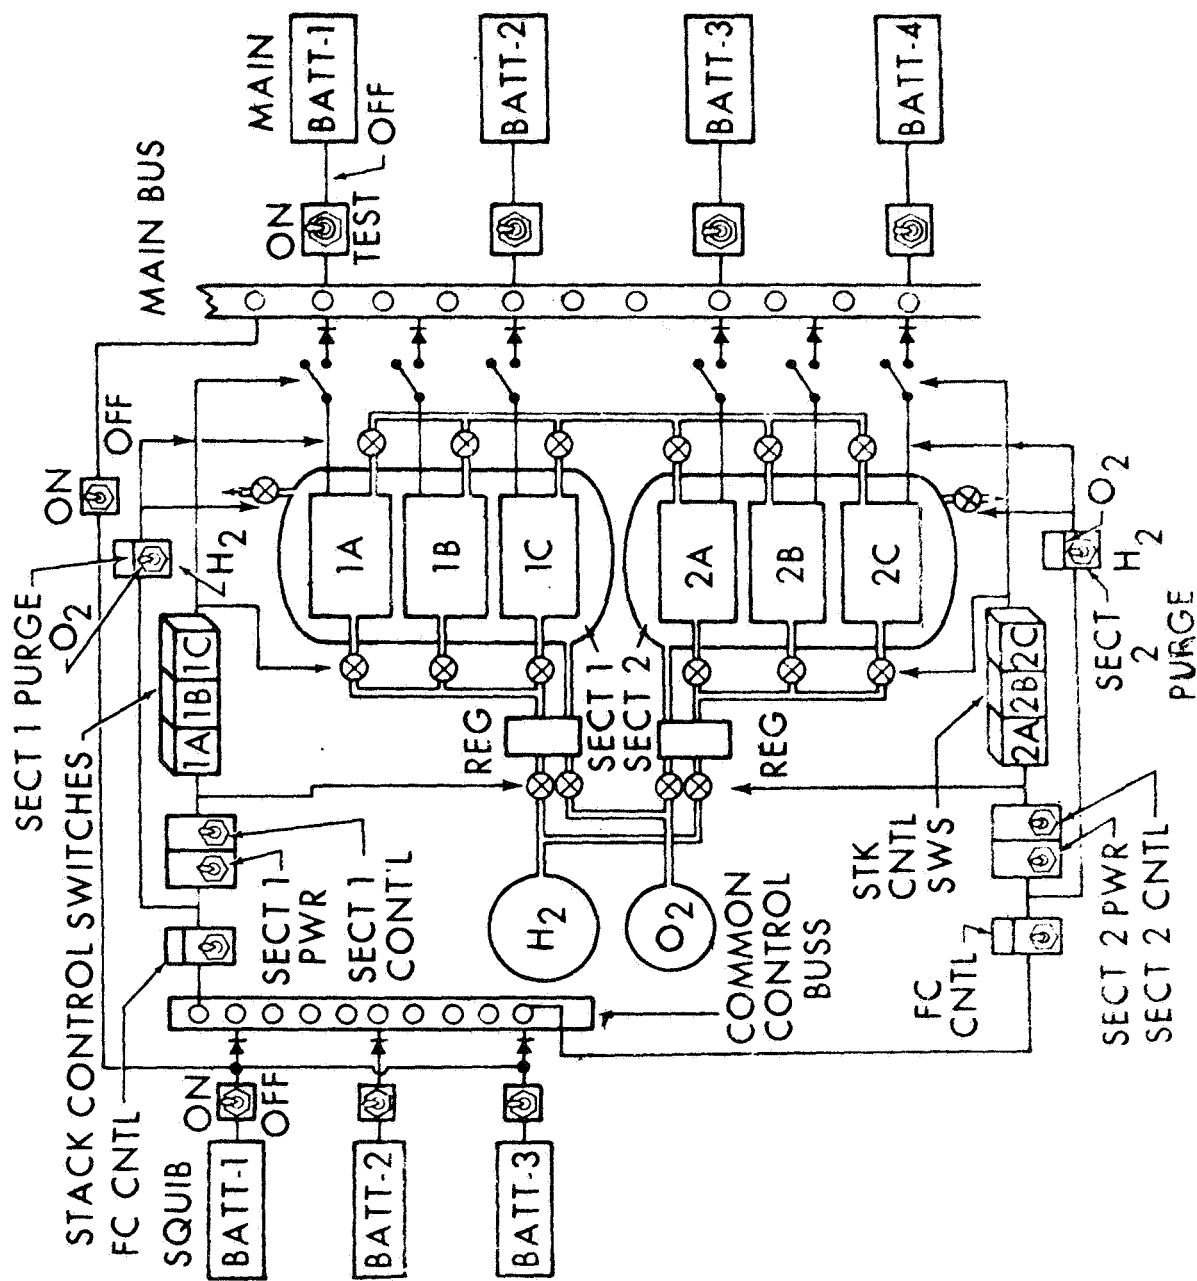 STACK CONTROL SWITCHES
FC CNTL
SECT 1 PURGE
O2
H2
ON
OFF
MAIN BUS
MAIN
BATT-1
ON
TEST
OFF
BATT-2
BATT-3
BATT-4
1A 1B 1C
SECT 1
PWR
SECT 1
CONT'L
REG
SECT 1
SECT 2
REG
1A
1B
1C
2A
2B
2C
H2
O2
SQUIB
BATT-1
ON
OFF
BATT-2
BATT-3
COMMON
CONTROL
BUSS
STK
CNTL
SWS
2A 2B 2C
FC
CNTL
SECT 2 PWR
SECT 2 CNTL
SECT
2
PURGE
H2
O2